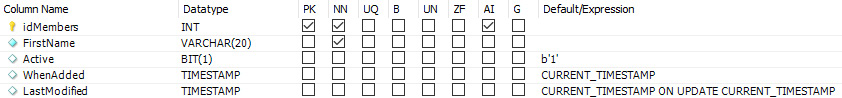 Column Name Datatype PK NN UQ B UN ZF AI G Default/Expression
idMembers INT
FirstName VARCHAR(20)
Active BIT(1) b'1'
WhenAdded TIMESTAMP CURRENT_TIMESTAMP
LastModified TIMESTAMP CURRENT_TIMESTAMP ON UPDATE CURRENT_TIMESTAMP